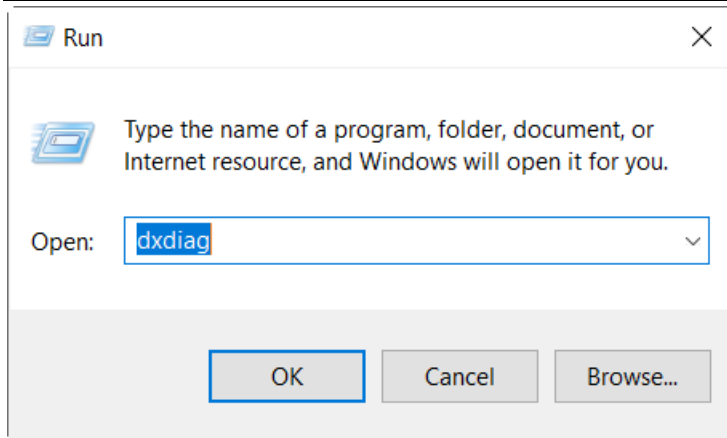 Run
Type the name of a program, folder, document, or
Internet resource, and Windows will open it for you.
Open: dxdiag
OK Cancel Browse...